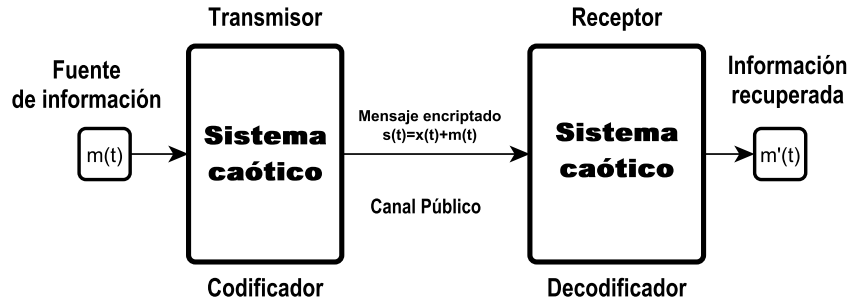 Transmisor
Receptor
Fuente
de información
Información
recuperada
m(t)
Sistema
caótico
Mensaje encriptado
s(t)=x(t)+m(t)
Canal Público
Sistema
caótico
m'(t)
Codificador
Decodificador